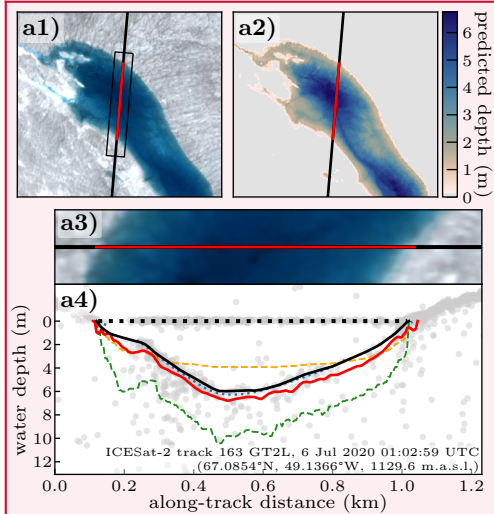 a1)
a2)
predicted depth (m)
6
5
4
3
2
1
0
a3)
a4)
water depth (m)
0
2
4
6
8
10
12
ICESat-2 track 163 GT2L, 6 Jul 2020 01:02:59 UTC
(67.0854°N, 49.1366°W, 1129.6 m.a.s.l.)
0.0
0.2
0.4
0.6
0.8
1.0
1.2
along-track distance (km)